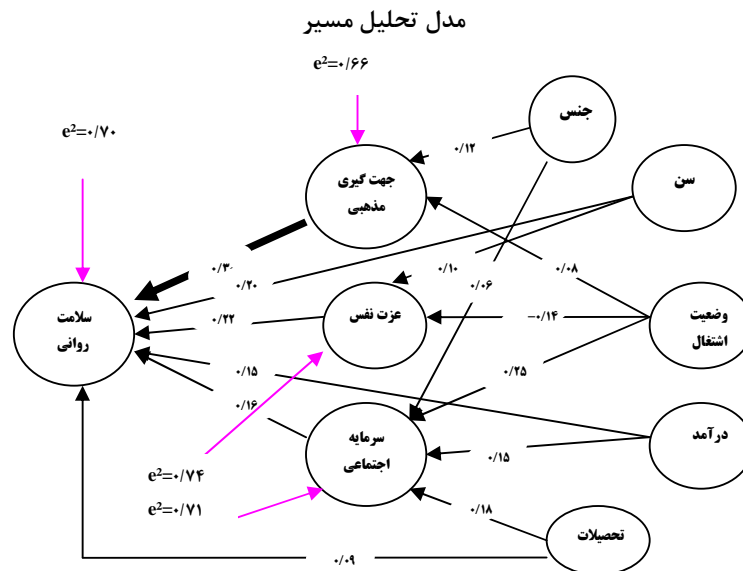 مدل تحلیل مسیر
e²=۰/۶۶
e²=۰/۷۰
جنس
۰/۱۲
جهت گیری
مذهبی
سن
۰/۳۰
۰/۲۰
۰/۱۰
۰/۰۶
۰/۰۸
سلامت
روانی
۰/۲۲
عزت نفس
−۰/۱۴
وضعیت
اشتغال
۰/۱۵
۰/۲۵
۰/۱۶
سرمایه
اجتماعی
۰/۱۵
درآمد
e²=۰/۷۴
e²=۰/۷۱
۰/۱۸
تحصیلات
۰/۰۹